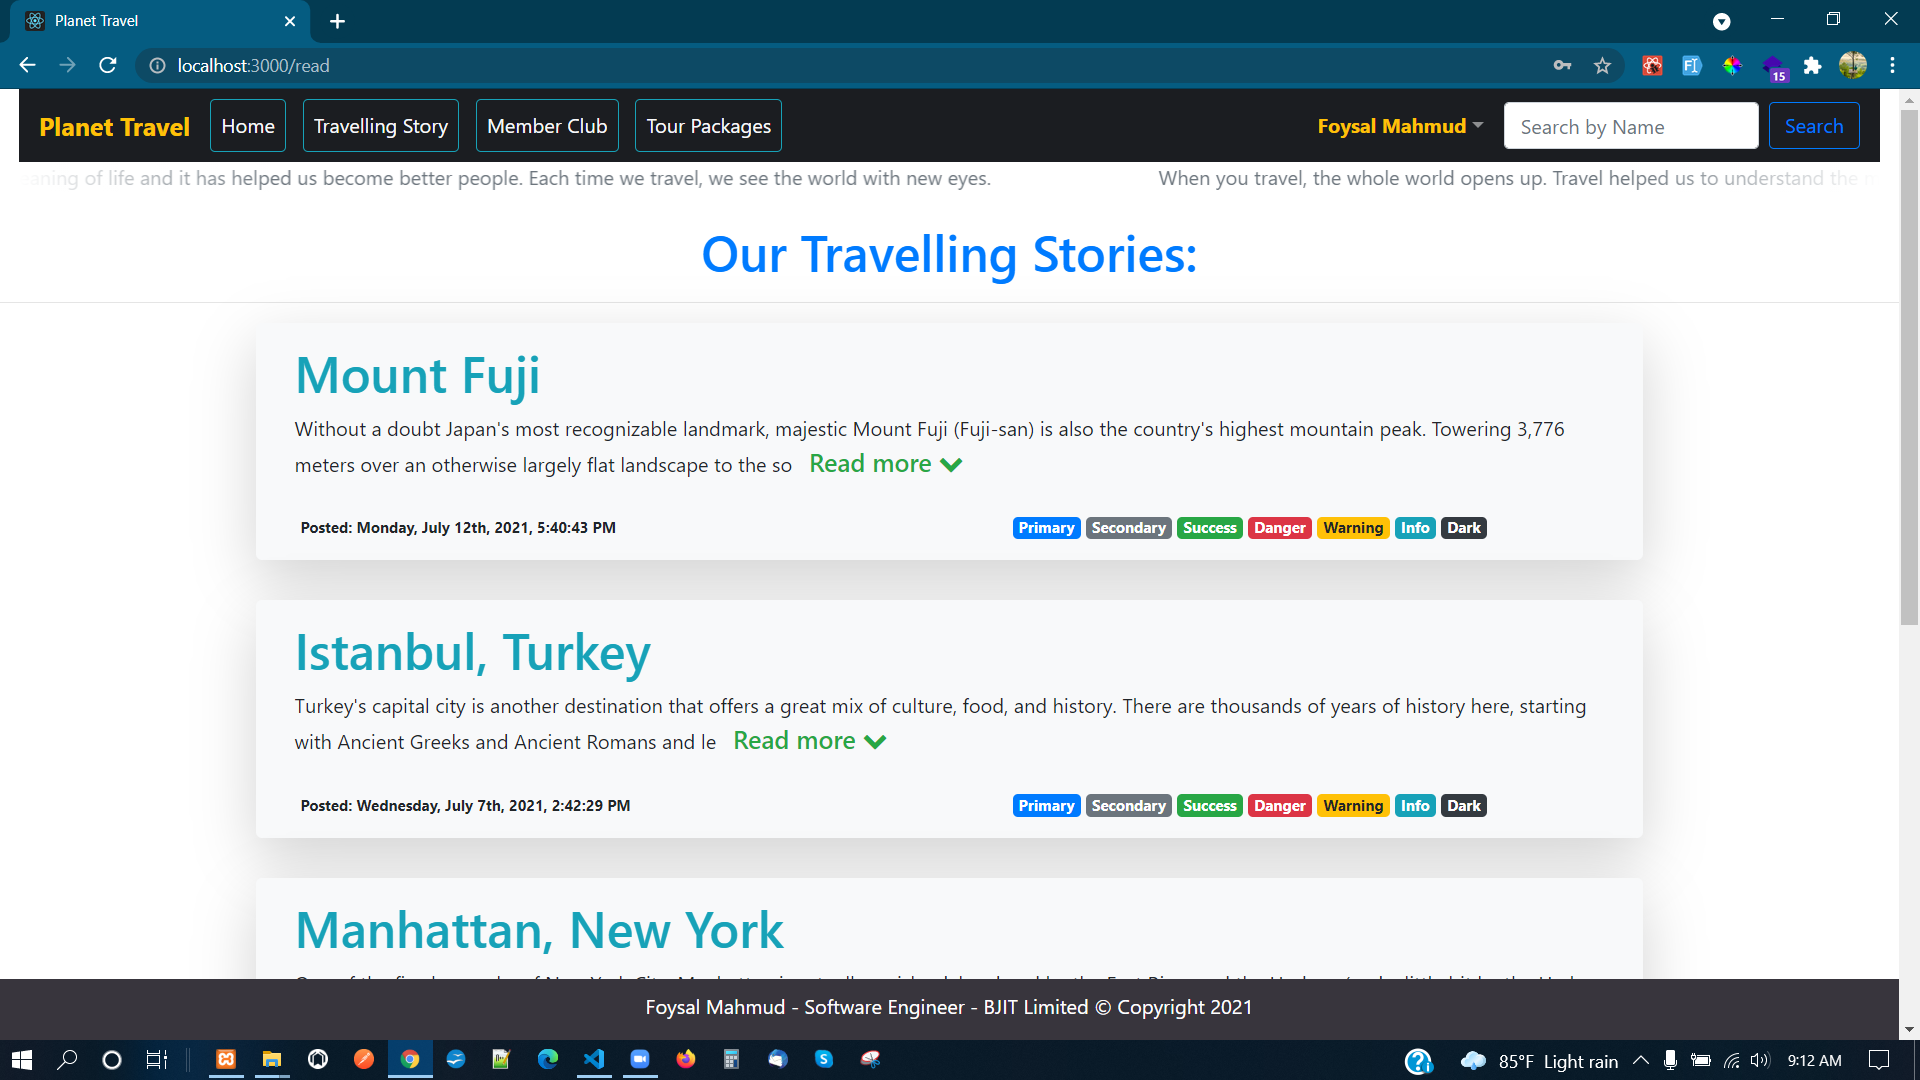 Planet Travel
localhost:3000/read
15
Planet Travel Home Travelling Story Member Club Tour Packages Foysal Mahmud Search by Name Search
aning of life and it has helped us become better people. Each time we travel, we see the world with new eyes. When you travel, the whole world opens up. Travel helped us to understand the
Our Travelling Stories:
Mount Fuji
Without a doubt Japan's most recognizable landmark, majestic Mount Fuji (Fuji-san) is also the country's highest mountain peak. Towering 3,776
meters over an otherwise largely flat landscape to the so Read more
Posted: Monday, July 12th, 2021, 5:40:43 PM Primary Secondary Success Danger Warning Info Dark
Istanbul, Turkey
Turkey's capital city is another destination that offers a great mix of culture, food, and history. There are thousands of years of history here, starting
with Ancient Greeks and Ancient Romans and le Read more
Posted: Wednesday, July 7th, 2021, 2:42:29 PM Primary Secondary Success Danger Warning Info Dark
Manhattan, New York
Foysal Mahmud - Software Engineer - BJIT Limited © Copyright 2021
85°F Light rain 9:12 AM